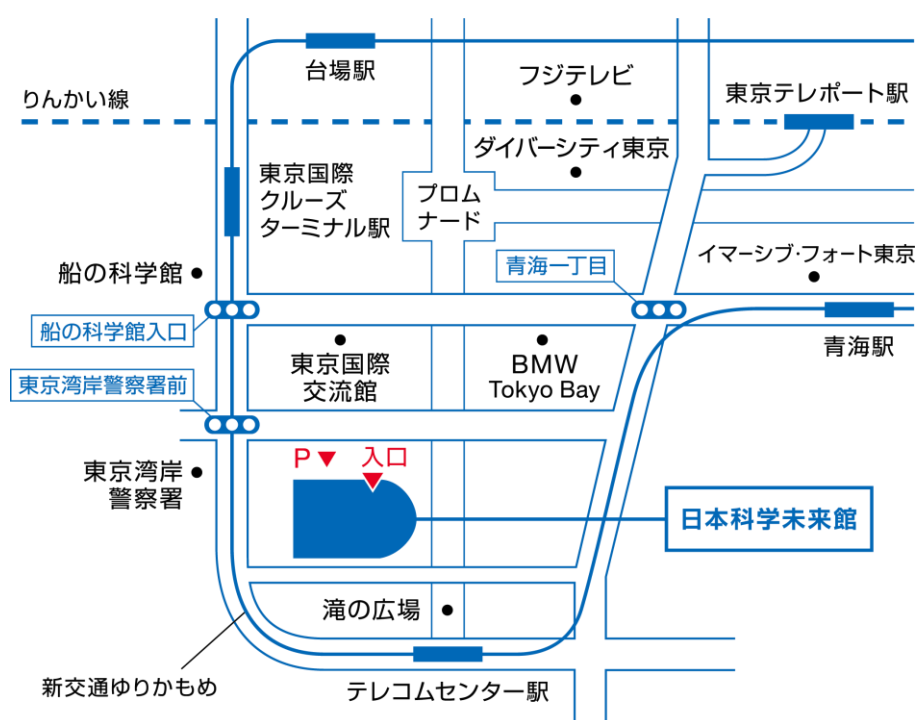 台場駅
フジテレビ
りんかい線
東京テレポート駅
ダイバーシティ東京
東京国際
クルーズ
ターミナル駅
プロム
ナード
船の科学館
青海一丁目
イマーシブ・フォート東京
船の科学館入口
東京国際
交流館
BMW
Tokyo Bay
青海駅
東京湾岸警察署前
P
入口
東京湾岸
警察署
日本科学未来館
滝の広場
新交通ゆりかもめ
テレコムセンター駅